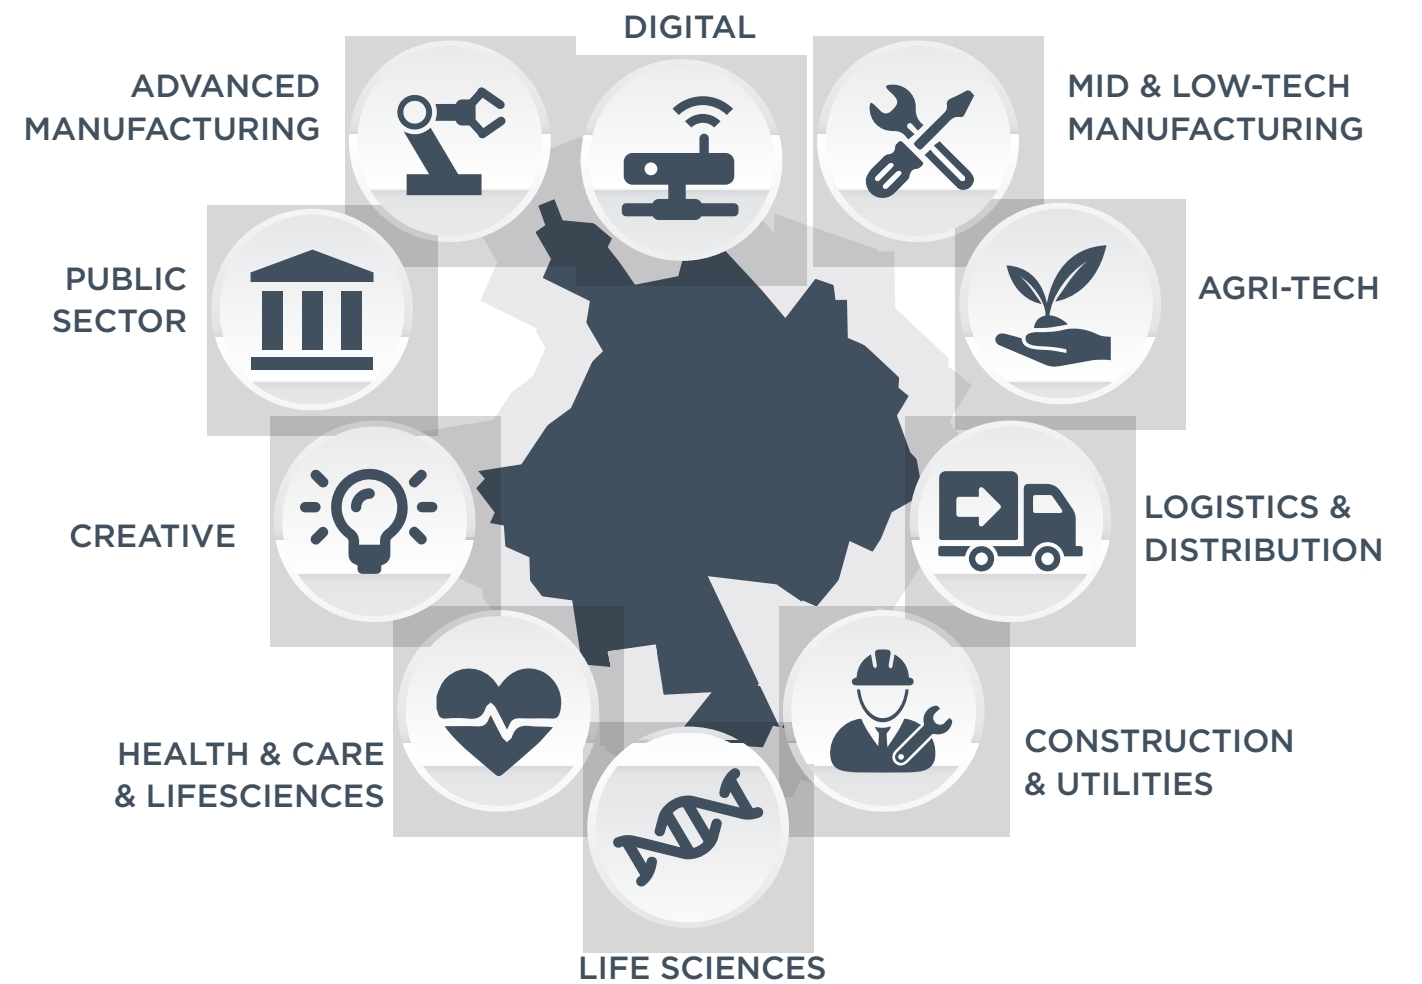 DIGITAL
ADVANCED
MANUFACTURING
MID & LOW-TECH
MANUFACTURING
PUBLIC
SECTOR
AGRI-TECH
CREATIVE
LOGISTICS &
DISTRIBUTION
HEALTH & CARE
& LIFESCIENCES
CONSTRUCTION
& UTILITIES
LIFE SCIENCES